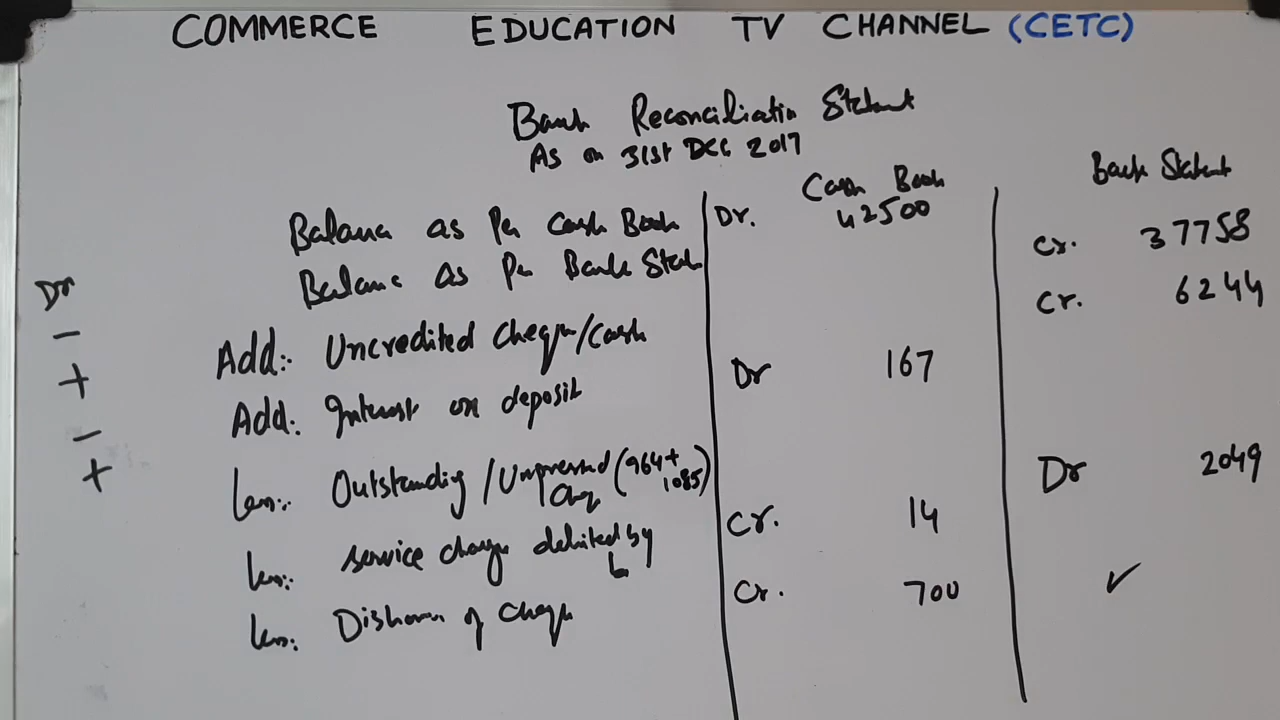 COMMERCE EDUCATION TV CHANNEL (CETC)
Bank Reconciliation Statement
As on 31st DEC 2017
Cash Book Bank Statement
Balance as Per Cash Book Dr. 42500
Balance as Per Bank Stat Cr. 37758
Dr
Add:. Uncredited Cheque/Cash Cr. 6244
-
+
Add:. Interest on deposit Dr 167
-
+
Less:. Outstanding/Unpresented Cheq (964+1085) Dr 2049
Less:. Service charge debited by b Cr. 14
Less:. Dishonor of Cheque Cr. 700 ✓